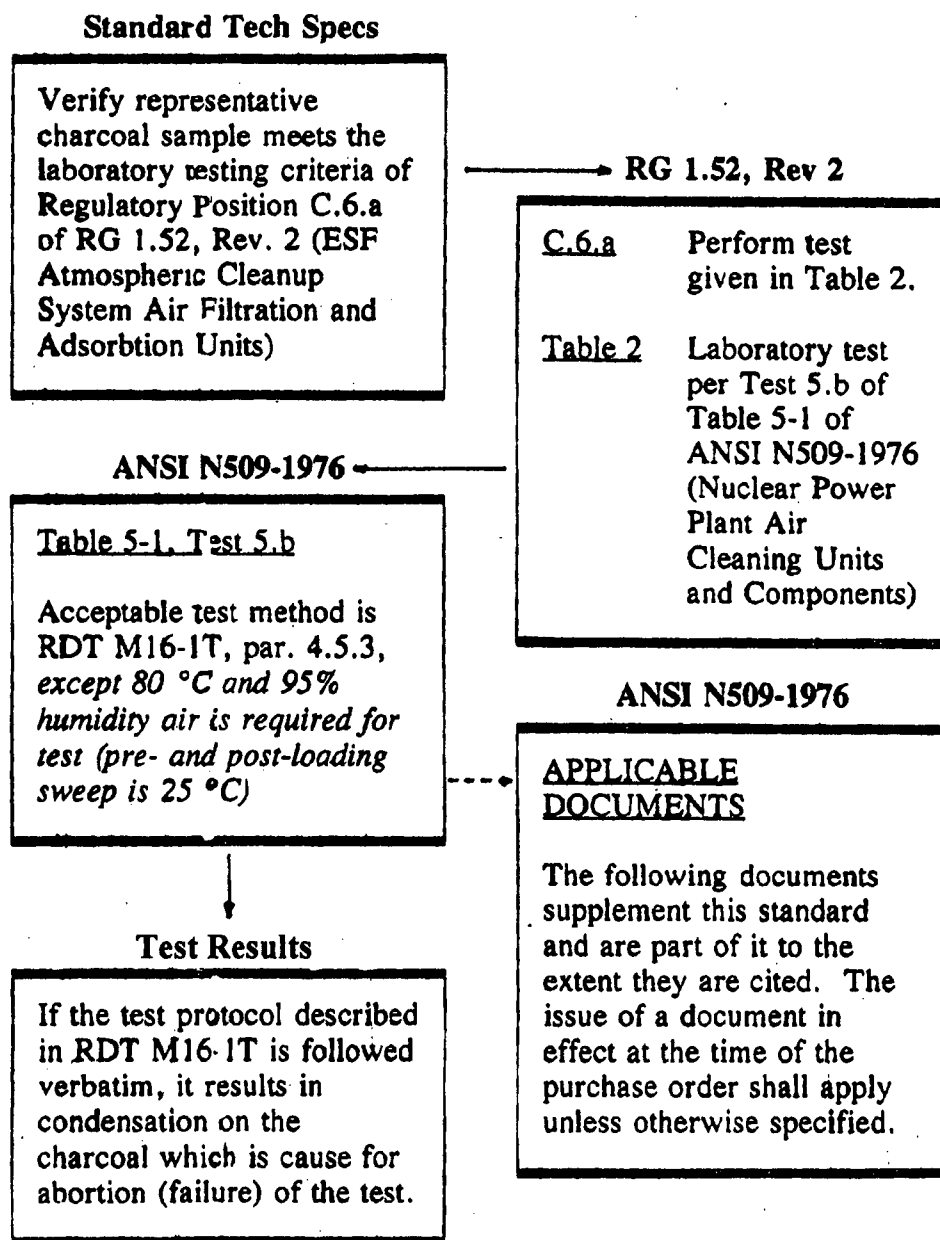 Standard Tech Specs
Verify representative
charcoal sample meets the
laboratory testing criteria of
Regulatory Position C.6.a
of RG 1.52, Rev. 2 (ESF
Atmospheric Cleanup
System Air Filtration and
Adsorbtion Units)
RG 1.52, Rev 2
C.6.a Perform test
given in Table 2.
Table 2 Laboratory test
per Test 5.b of
Table 5-1 of
ANSI N509-1976
(Nuclear Power
Plant Air
Cleaning Units
and Components)
ANSI N509-1976
Table 5-1, Test 5.b
Acceptable test method is
RDT M16-1T, par. 4.5.3,
except 80 °C and 95%
humidity air is required for
test (pre- and post-loading
sweep is 25 °C)
ANSI N509-1976
APPLICABLE
DOCUMENTS
The following documents
supplement this standard
and are part of it to the
extent they are cited. The
issue of a document in
effect at the time of the
purchase order shall apply
unless otherwise specified.
Test Results
If the test protocol described
in RDT M16-1T is followed
verbatim, it results in
condensation on the
charcoal which is cause for
abortion (failure) of the test.